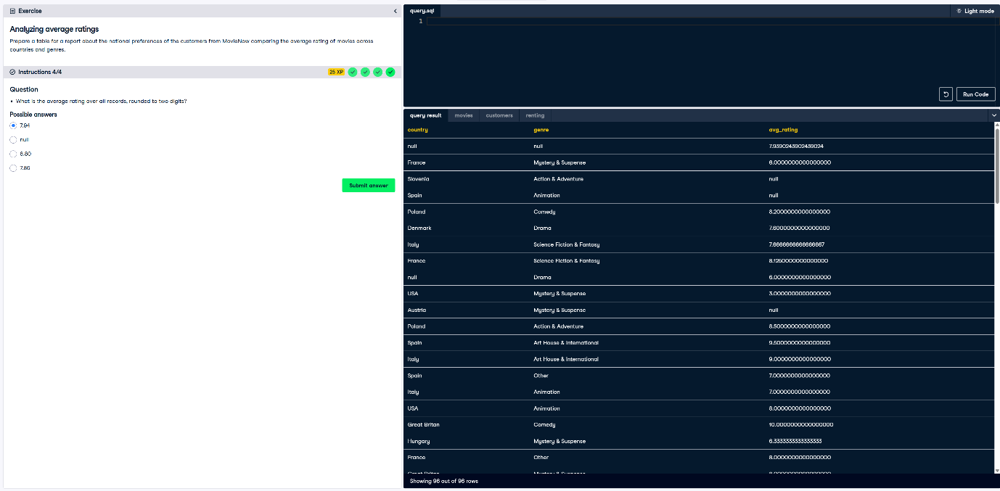 Exercise
Analyzing average ratings
Prepare a table for a report about the national preferences of the customers from MovieNow comparing the average rating of movies across
countries and genres.
Instructions 4/4
25 XP
Question
What is the average rating over all records, rounded to two digits?
Possible answers
7.94
null
6.80
7.86
Submit answer
query.sql
Light mode
1
Run Code
query result movies customers renting
country genre avg_rating
null null 7.9390243902439024
France Mystery & Suspense 6.0000000000000000
Slovenia Action & Adventure null
Spain Animation null
Poland Comedy 8.2000000000000000
Denmark Drama 7.6000000000000000
Italy Science Fiction & Fantasy 7.6666666666666667
France Science Fiction & Fantasy 8.1250000000000000
null Drama 6.0000000000000000
USA Mystery & Suspense 3.0000000000000000
Austria Mystery & Suspense null
Poland Action & Adventure 8.5000000000000000
Spain Art House & International 9.5000000000000000
Italy Art House & International 9.0000000000000000
Spain Other 7.0000000000000000
Italy Animation 7.0000000000000000
USA Animation 8.0000000000000000
Great Britan Comedy 10.0000000000000000
Hungary Mystery & Suspense 6.3333333333333333
France Other 8.0000000000000000
Great Britan Mystery & Suspense
Showing 96 out of 96 rows